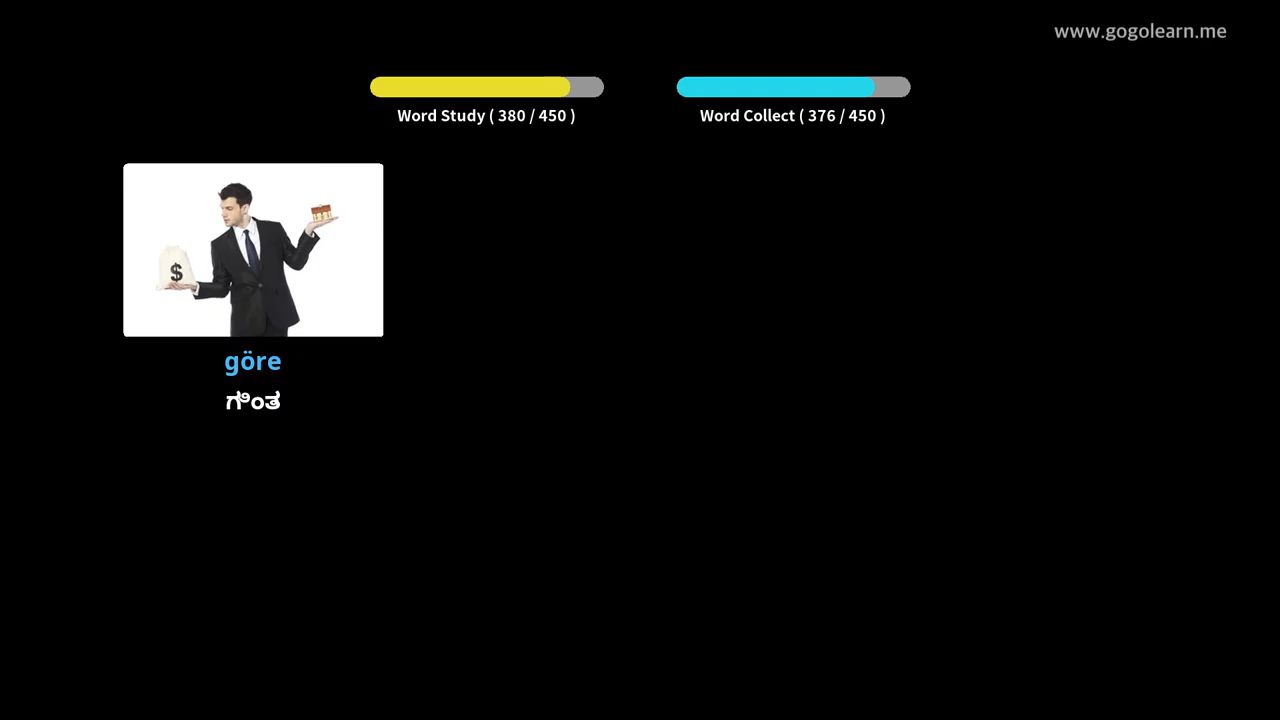 www.gogolearn.me
Word Study ( 380 / 450 )
Word Collect ( 376 / 450 )
$
göre
ಗಿಂತ